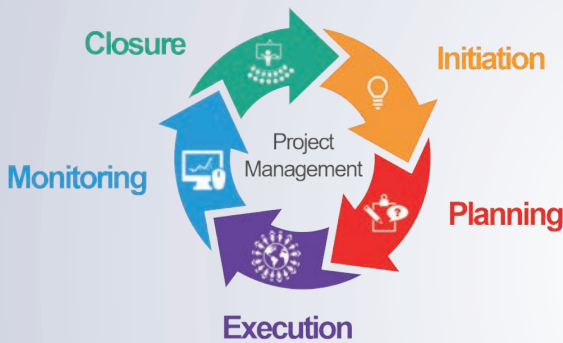 Closure
Initiation
Project
Management
Monitoring
Planning
Execution
?